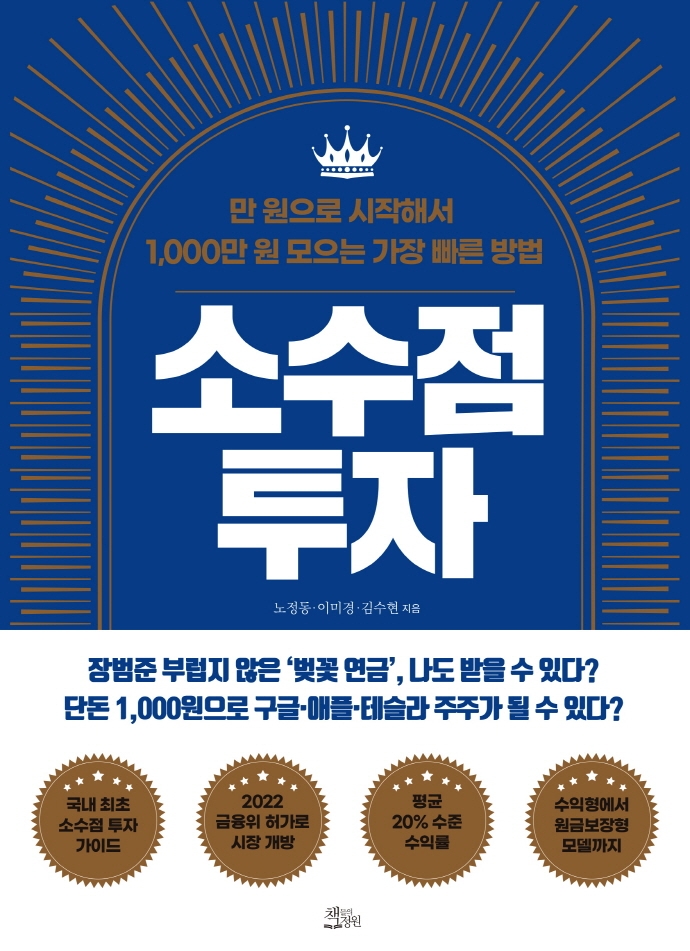 만 원으로 시작해서
1,000만 원 모으는 가장 빠른 방법
소수점
투자
노정동·이미경·김수현 지음
장범준 부럽지 않은 ‘벚꽃 연금’, 나도 받을 수 있다?
단돈 1,000원으로 구글·애플·테슬라 주주가 될 수 있다?
국내 최초
소수점 투자
가이드
2022
금융위 허가로
시장 개방
평균
20% 수준
수익률
수익형에서
원금보장형
모델까지
책들의
정원